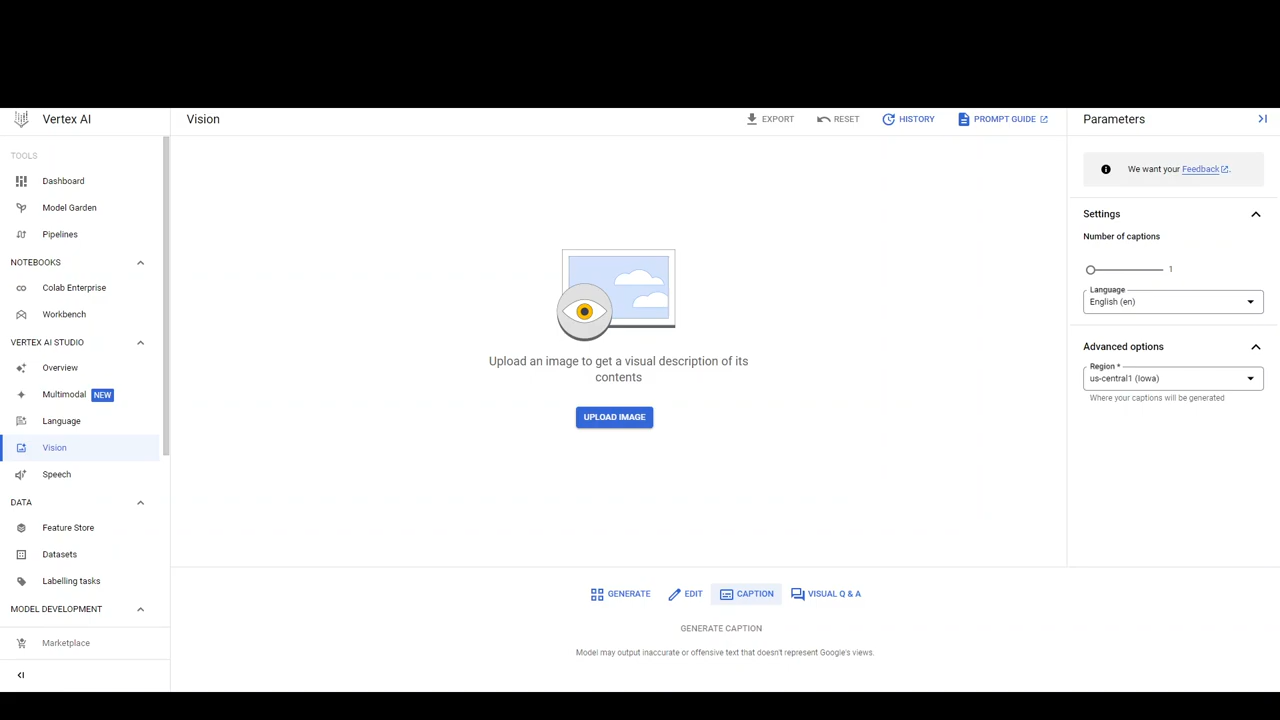 Vertex AI
TOOLS
Dashboard
Model Garden
Pipelines
NOTEBOOKS
Colab Enterprise
Workbench
VERTEX AI STUDIO
Overview
Multimodal NEW
Language
Vision
Speech
DATA
Feature Store
Datasets
Labelling tasks
MODEL DEVELOPMENT
Marketplace
Vision
EXPORT
RESET
HISTORY
PROMPT GUIDE
Upload an image to get a visual description of its
contents
UPLOAD IMAGE
GENERATE
EDIT
CAPTION
VISUAL Q & A
GENERATE CAPTION
Model may output inaccurate or offensive text that doesn't represent Google's views.
Parameters
We want your Feedback.
Settings
Number of captions
1
Language
English (en)
Advanced options
Region *
us-central1 (Iowa)
Where your captions will be generated